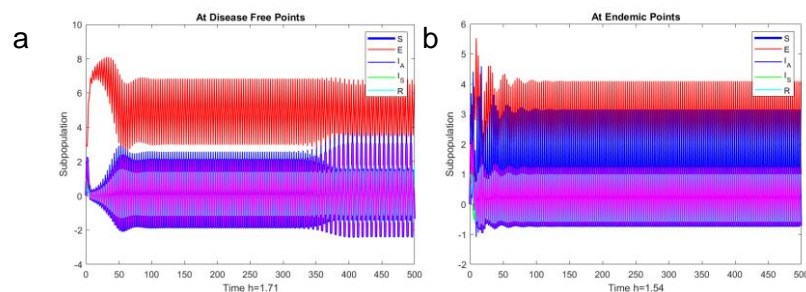 a
At Disease Free Points
Subpopulation
10
8
6
4
2
0
-2
-4
0 50 100 150 200 250 300 350 400 450 500
Time h=1.71
S
E
I_A
I_S
R
b
At Endemic Points
Subpopulation
6
5
4
3
2
1
0
-1
-2
0 50 100 150 200 250 300 350 400 450 500
Time h=1.54
S
E
I_A
I_S
R